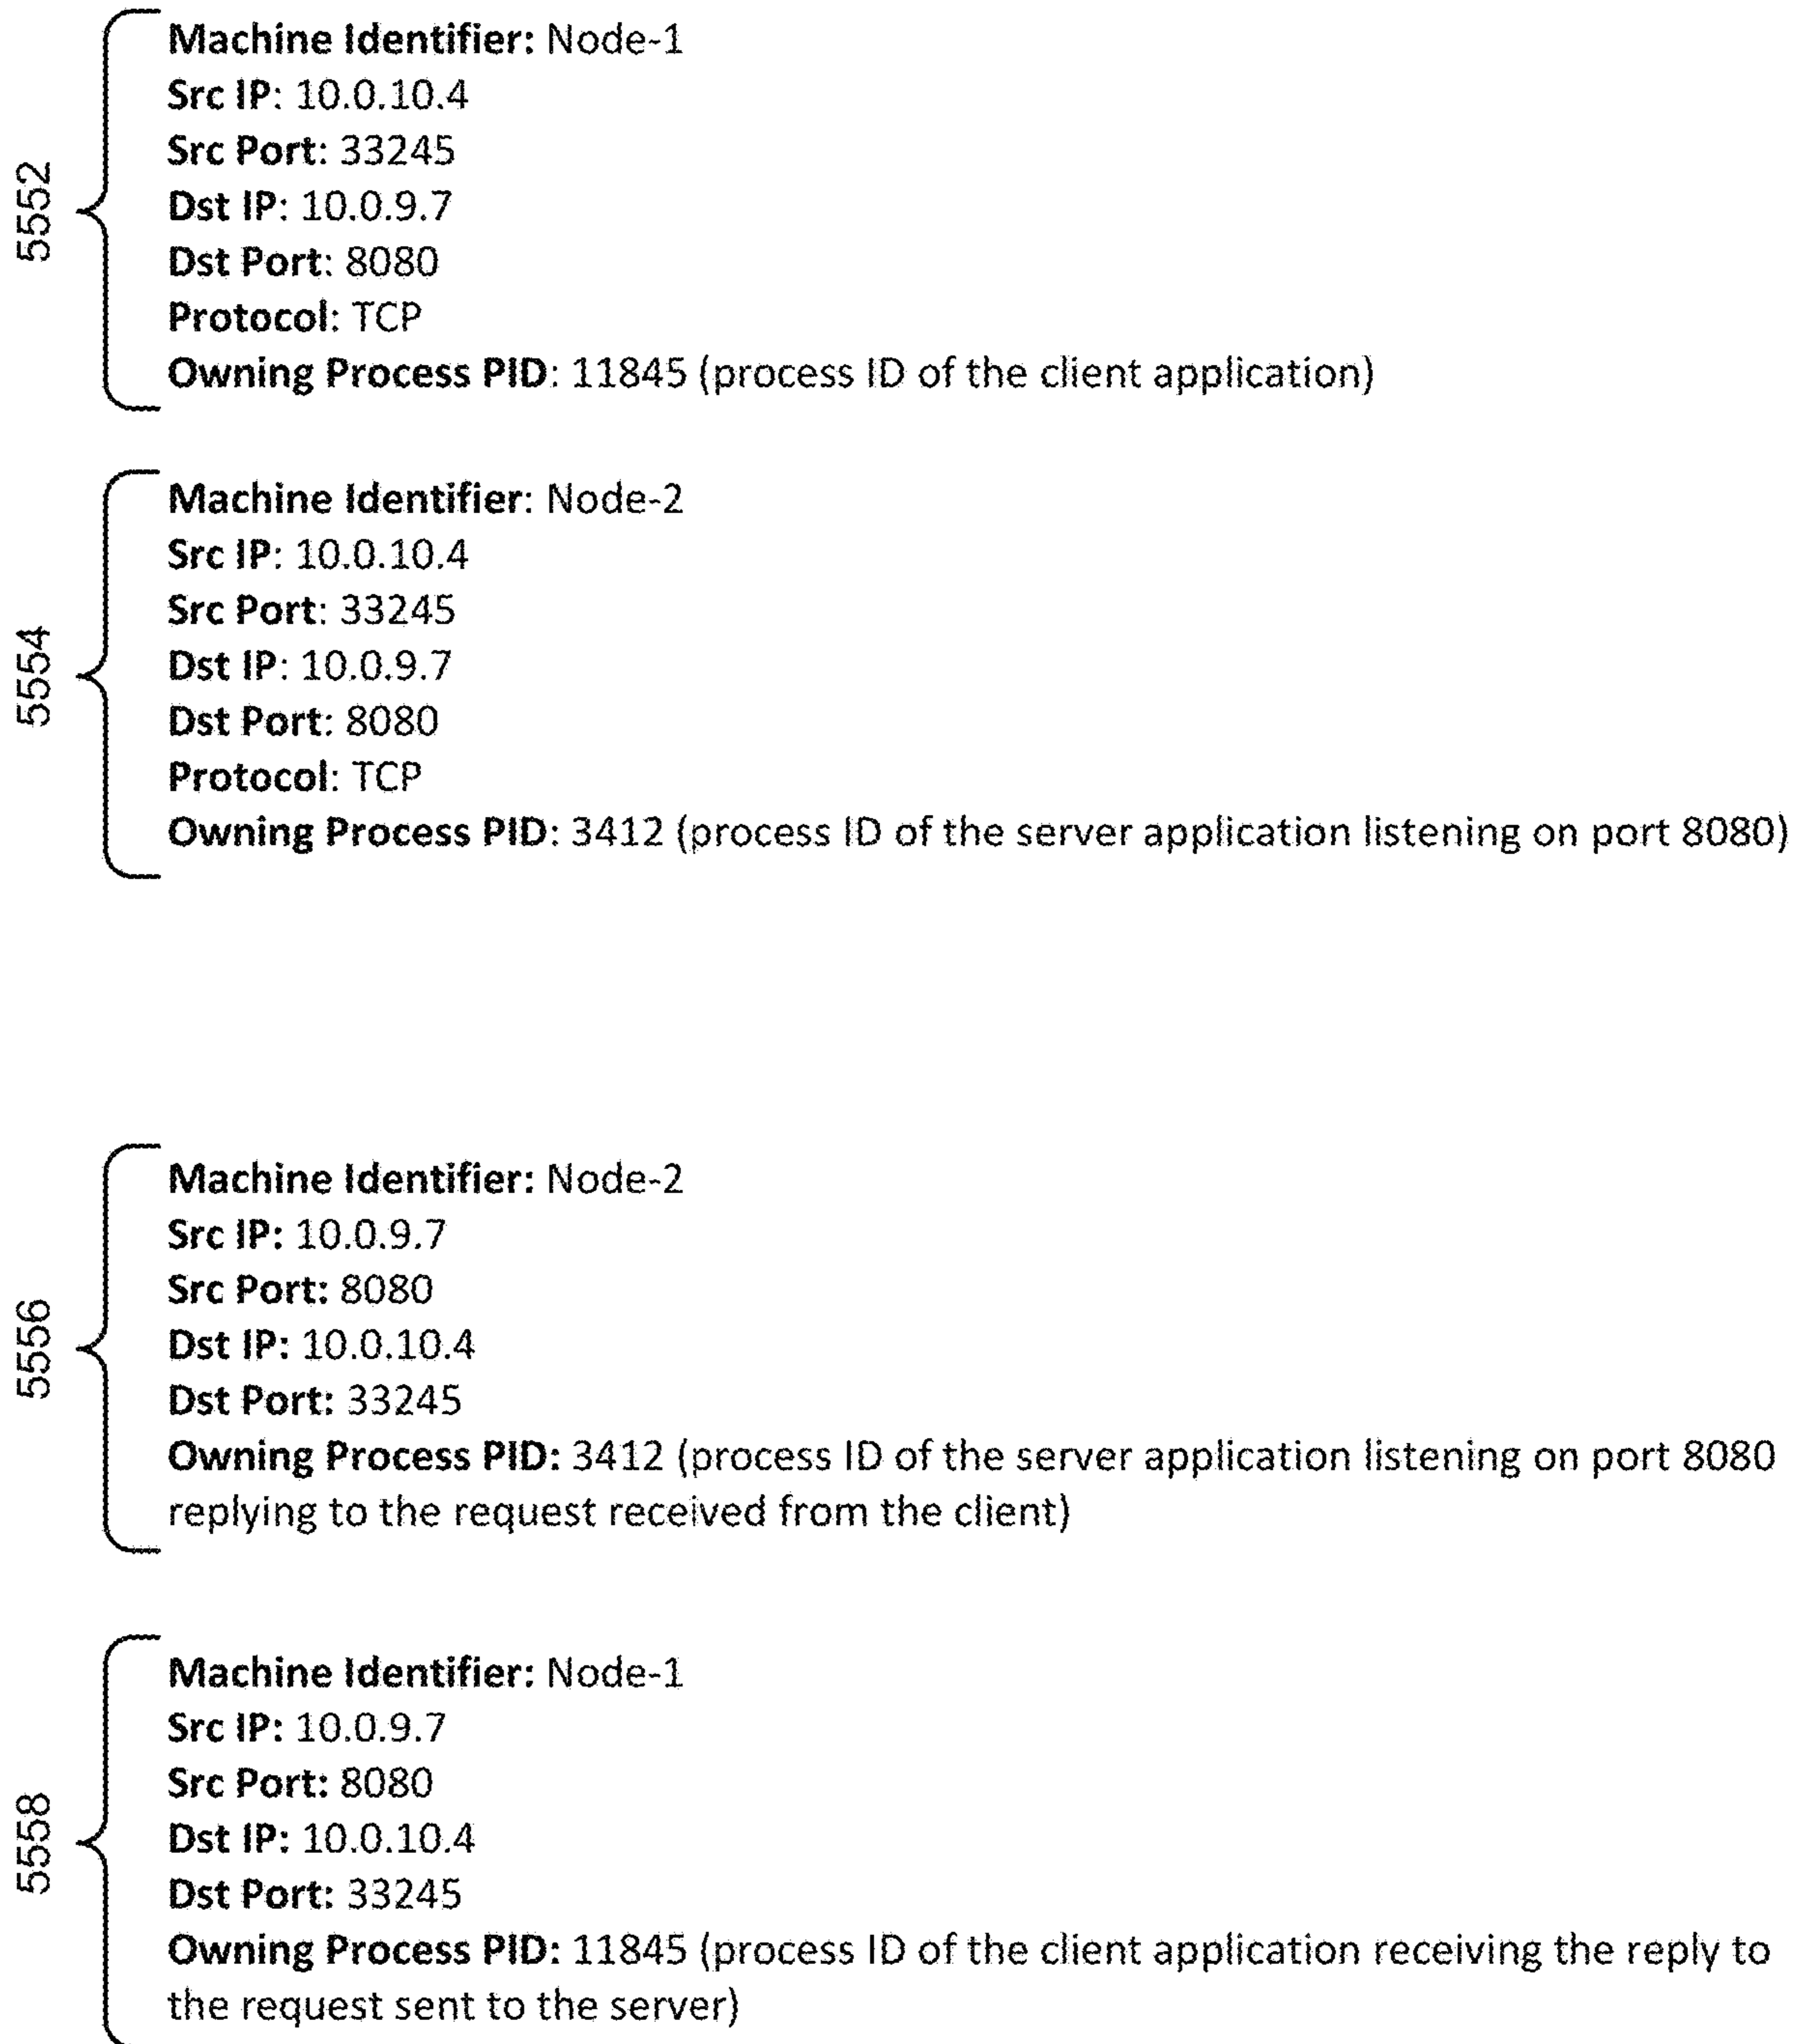 5552
Machine Identifier: Node-1
Src IP: 10.0.10.4
Src Port: 33245
Dst IP: 10.0.9.7
Dst Port: 8080
Protocol: TCP
Owning Process PID: 11845 (process ID of the client application)
5554
Machine Identifier: Node-2
Src IP: 10.0.10.4
Src Port: 33245
Dst IP: 10.0.9.7
Dst Port: 8080
Protocol: TCP
Owning Process PID: 3412 (process ID of the server application listening on port 8080)
5556
Machine Identifier: Node-2
Src IP: 10.0.9.7
Src Port: 8080
Dst IP: 10.0.10.4
Dst Port: 33245
Owning Process PID: 3412 (process ID of the server application listening on port 8080
replying to the request received from the client)
5558
Machine Identifier: Node-1
Src IP: 10.0.9.7
Src Port: 8080
Dst IP: 10.0.10.4
Dst Port: 33245
Owning Process PID: 11845 (process ID of the client application receiving the reply to
the request sent to the server)